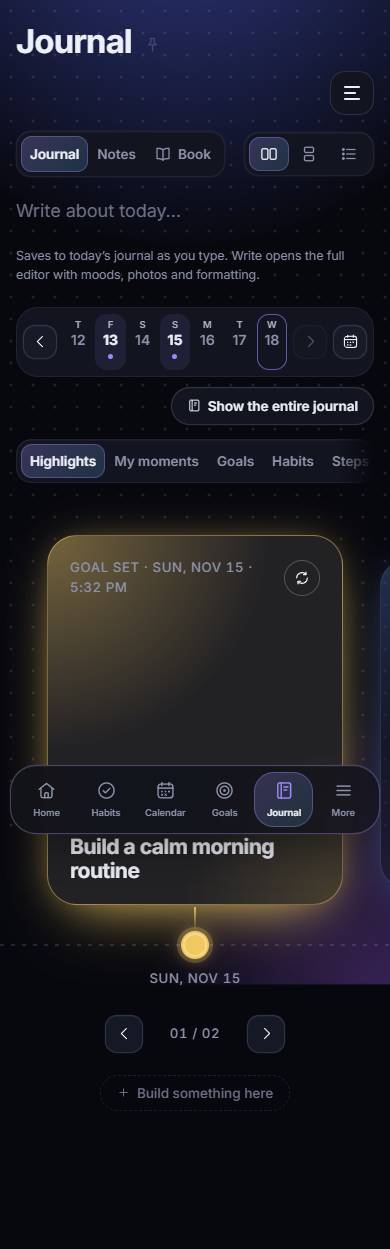 Journal
Journal Notes Book
Write about today...
Saves to today's journal as you type. Write opens the full
editor with moods, photos and formatting.
T F S S M T W
12 13 14 15 16 17 18
Show the entire journal
Highlights My moments Goals Habits Steps
GOAL SET · SUN, NOV 15 ·
5:32 PM
Home Habits Calendar Goals Journal More
Build a calm morning
routine
SUN, NOV 15
01 / 02
+ Build something here